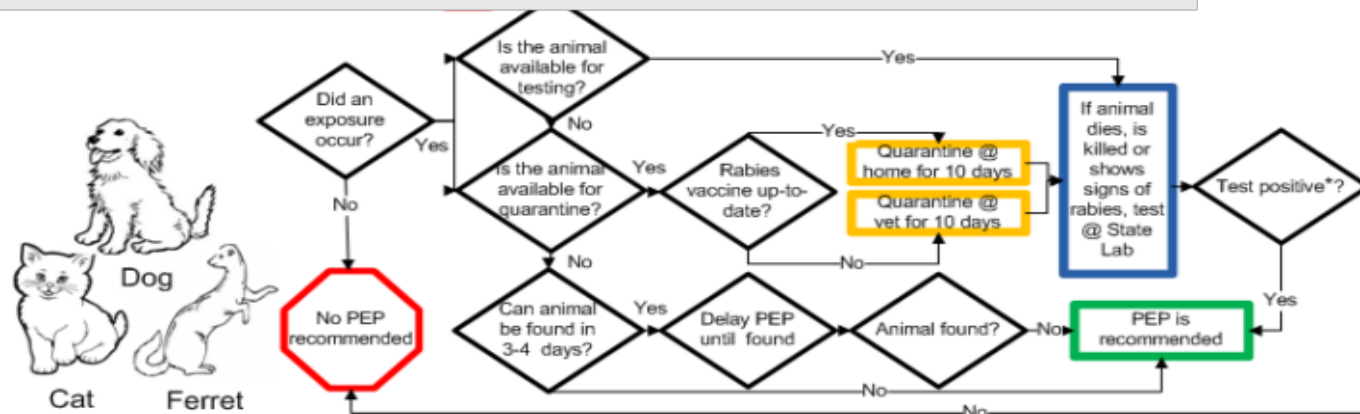 Did an
exposure
occur?
Yes
No
Is the animal
available for
testing?
Yes
No
Is the animal
available for
quarantine?
Yes
No
Rabies
vaccine up-to-
date?
Yes
No
Quarantine @
home for 10 days
Quarantine @
vet for 10 days
If animal
dies, is
killed or
shows
signs of
rabies, test
@ State
Lab
Test positive*?
Yes
Can animal
be found in
3-4 days?
Yes
No
Delay PEP
until found
Animal found?
No
PEP is
recommended
No PEP
recommended
No
Dog
Cat
Ferret